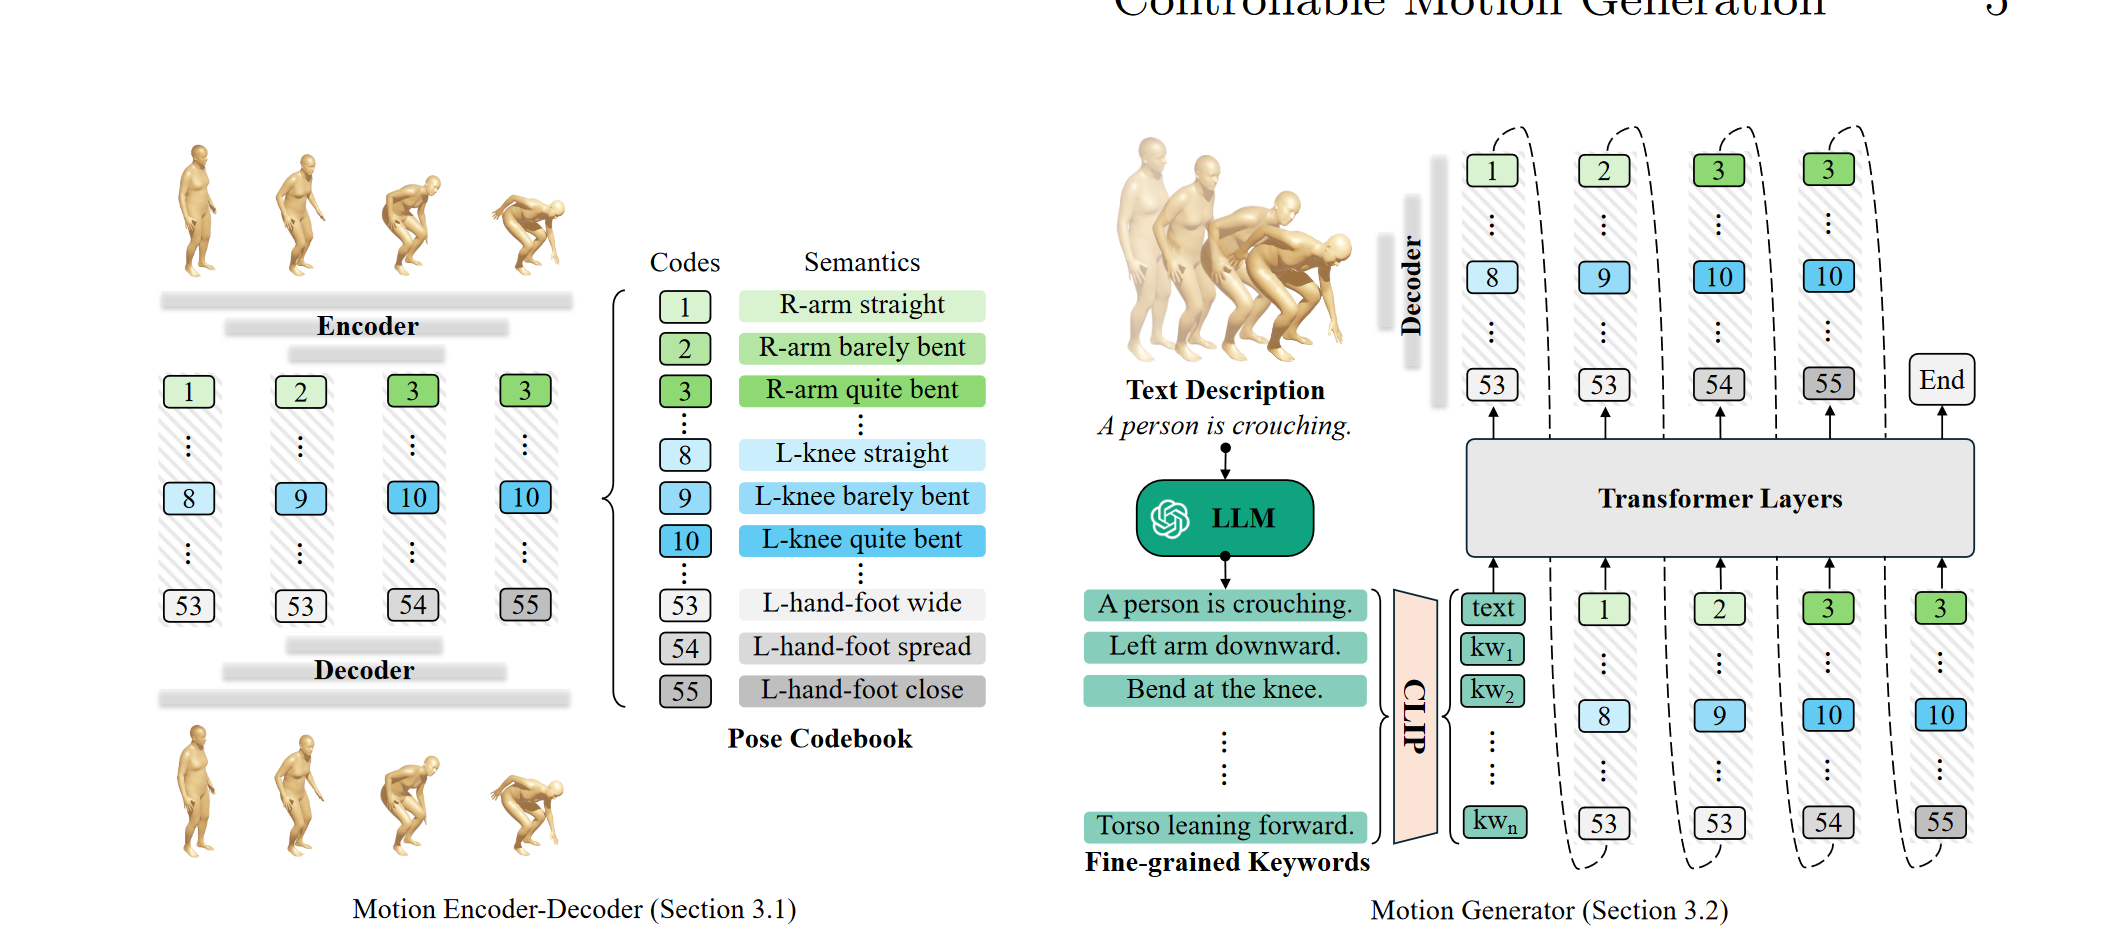 Controllable Motion Generation 5
Encoder
1 2 3 3
⋮ ⋮ ⋮ ⋮
8 9 10 10
⋮ ⋮ ⋮ ⋮
53 53 54 55
Decoder
Codes Semantics
1 R-arm straight
2 R-arm barely bent
3 R-arm quite bent
⋮ ⋮
8 L-knee straight
9 L-knee barely bent
10 L-knee quite bent
⋮ ⋮
53 L-hand-foot wide
54 L-hand-foot spread
55 L-hand-foot close
Pose Codebook
Motion Encoder-Decoder (Section 3.1)
Text Description
A person is crouching.
LLM
A person is crouching.
Left arm downward.
Bend at the knee.
⋮
⋮
Torso leaning forward.
Fine-grained Keywords
CLIP
text
kw1
kw2
⋮
⋮
kwn
Decoder
1 2 3 3
⋮ ⋮ ⋮ ⋮
8 9 10 10
⋮ ⋮ ⋮ ⋮
53 53 54 55
End
Transformer Layers
1 2 3 3
⋮ ⋮ ⋮ ⋮
8 9 10 10
⋮ ⋮ ⋮ ⋮
53 53 54 55
Motion Generator (Section 3.2)